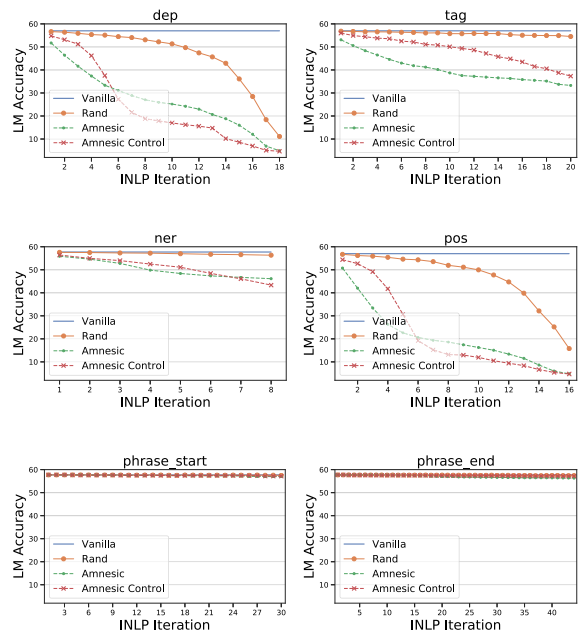 dep
LM Accuracy
60
50
40
30
20
10
Vanilla
Rand
Amnesic
Amnesic Control
2 4 6 8 10 12 14 16 18
INLP Iteration
tag
LM Accuracy
60
50
40
30
20
10
Vanilla
Rand
Amnesic
Amnesic Control
2 4 6 8 10 12 14 16 18 20
INLP Iteration
ner
LM Accuracy
60
50
40
30
20
10
Vanilla
Rand
Amnesic
Amnesic Control
1 2 3 4 5 6 7 8
INLP Iteration
pos
LM Accuracy
60
50
40
30
20
10
Vanilla
Rand
Amnesic
Amnesic Control
2 4 6 8 10 12 14 16
INLP Iteration
phrase_start
LM Accuracy
60
50
40
30
20
10
Vanilla
Rand
Amnesic
Amnesic Control
3 6 9 12 15 18 21 24 27 30
INLP Iteration
phrase_end
LM Accuracy
60
50
40
30
20
10
Vanilla
Rand
Amnesic
Amnesic Control
5 10 15 20 25 30 35 40
INLP Iteration